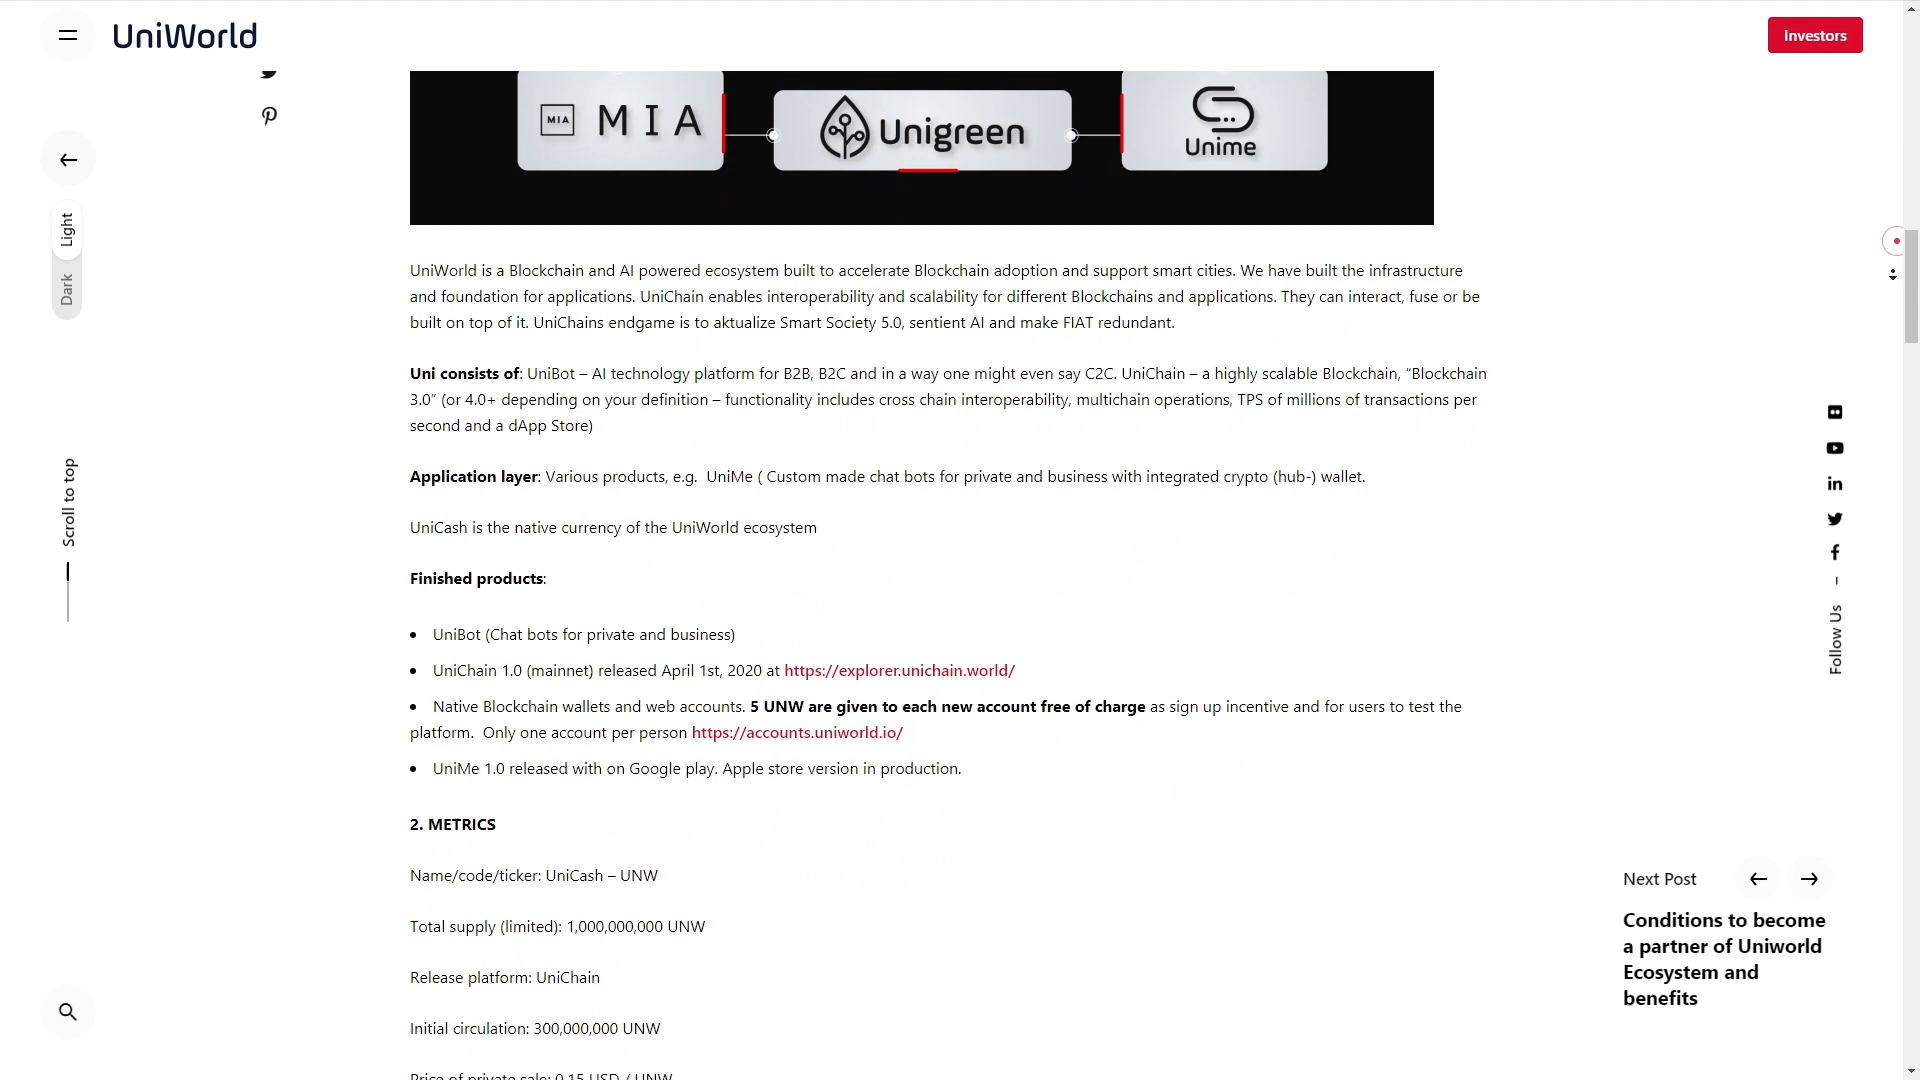 UniWorld
Investors
MIA
M I A
Unigreen
Unime
Light
Dark
Scroll to top
UniWorld is a Blockchain and AI powered ecosystem built to accelerate Blockchain adoption and support smart cities. We have built the infrastructure
and foundation for applications. UniChain enables interoperability and scalability for different Blockchains and applications. They can interact, fuse or be
built on top of it. UniChains endgame is to aktualize Smart Society 5.0, sentient AI and make FIAT redundant.
Uni consists of: UniBot – AI technology platform for B2B, B2C and in a way one might even say C2C. UniChain – a highly scalable Blockchain, “Blockchain
3.0” (or 4.0+ depending on your definition – functionality includes cross chain interoperability, multichain operations, TPS of millions of transactions per
second and a dApp Store)
Application layer: Various products, e.g.  UniMe ( Custom made chat bots for private and business with integrated crypto (hub-) wallet.
UniCash is the native currency of the UniWorld ecosystem
Finished products:
• UniBot (Chat bots for private and business)
• UniChain 1.0 (mainnet) released April 1st, 2020 at https://explorer.unichain.world/
• Native Blockchain wallets and web accounts. 5 UNW are given to each new account free of charge as sign up incentive and for users to test the
platform.  Only one account per person https://accounts.uniworld.io/
• UniMe 1.0 released with on Google play. Apple store version in production.
2. METRICS
Name/code/ticker: UniCash – UNW
Total supply (limited): 1,000,000,000 UNW
Release platform: UniChain
Initial circulation: 300,000,000 UNW
Price of private sale: 0.15 USD / UNW
Follow Us
Next Post
Conditions to become
a partner of Uniworld
Ecosystem and
benefits